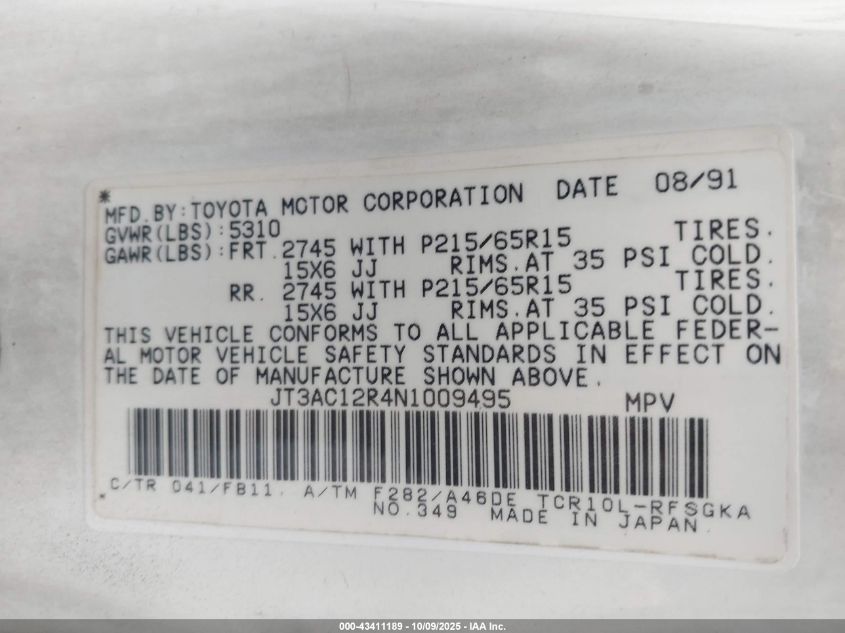 *
MFD. BY: TOYOTA MOTOR CORPORATION DATE 08/91
GVWR(LBS): 5310
GAWR(LBS): FRT. 2745 WITH P215/65R15 TIRES.
15X6 JJ RIMS. AT 35 PSI COLD.
RR. 2745 WITH P215/65R15 TIRES.
15X6 JJ RIMS. AT 35 PSI COLD.
THIS VEHICLE CONFORMS TO ALL APPLICABLE FEDER-
AL MOTOR VEHICLE SAFETY STANDARDS IN EFFECT ON
THE DATE OF MANUFACTURE SHOWN ABOVE.
JT3AC12R4N1009495 MPV
C/TR 041/FB11, A/TM F282/A46DE TCR10L-RFSGKA
* NO.349 MADE IN JAPAN.
000-43411189 - 10/09/2025 - IAA Inc.